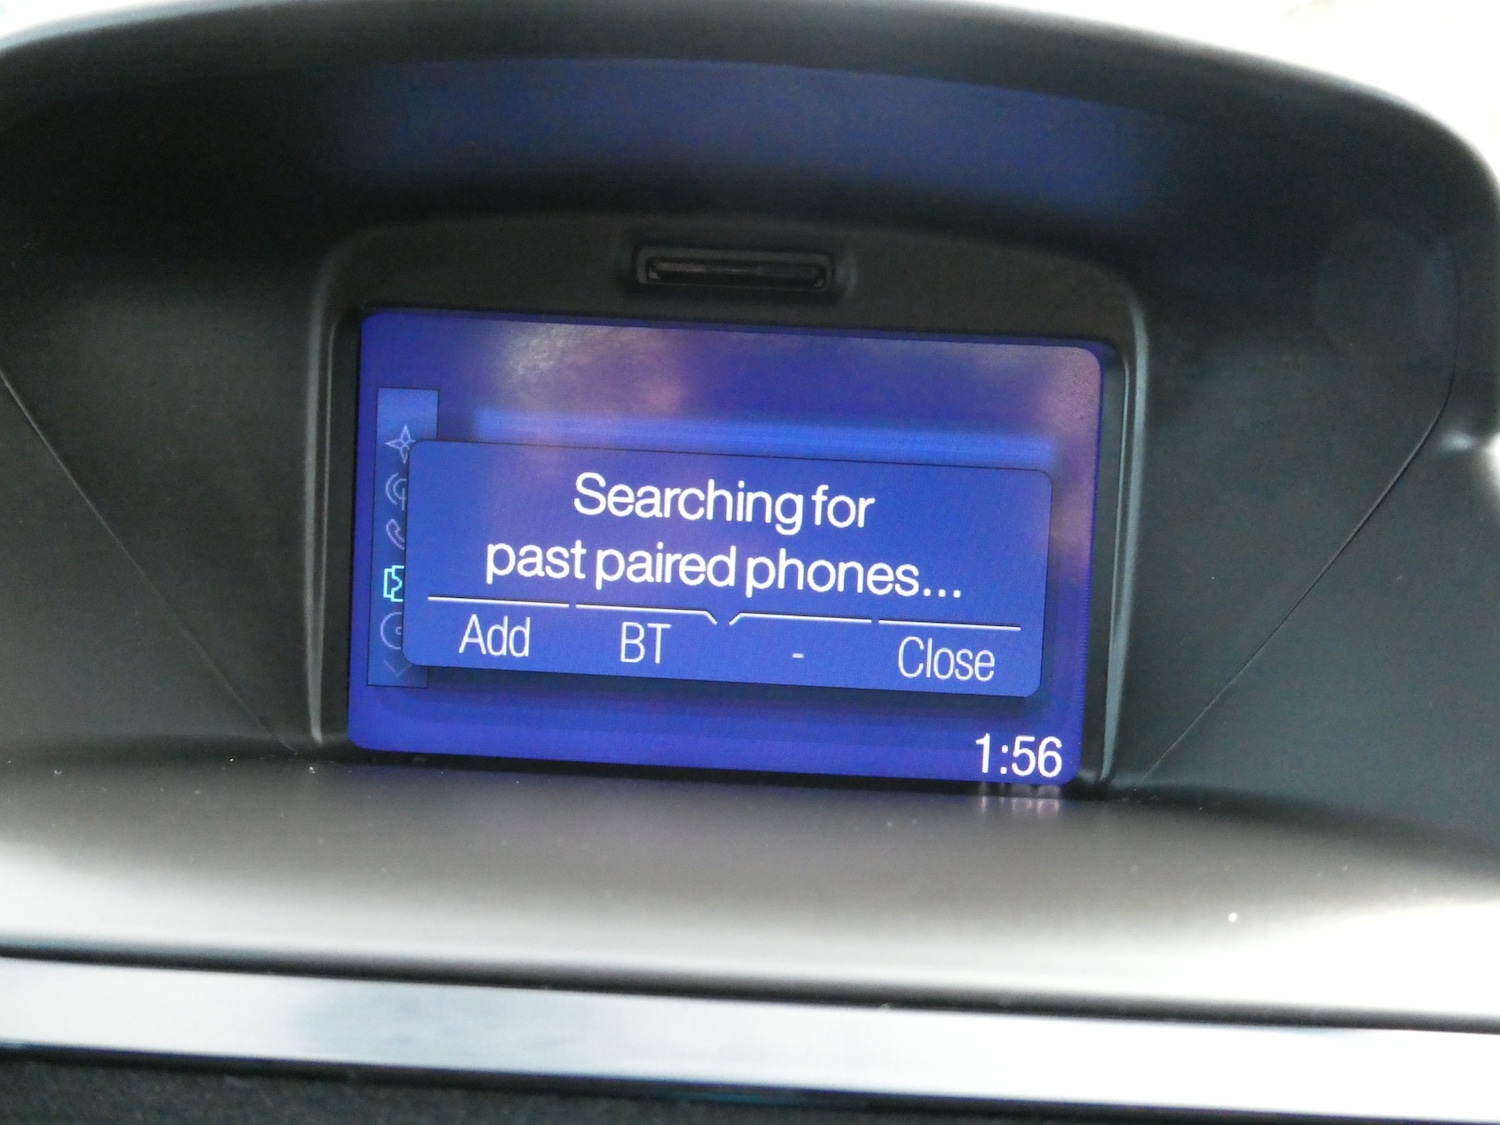 Searching for
past paired phones...
Add BT - Close
1:56